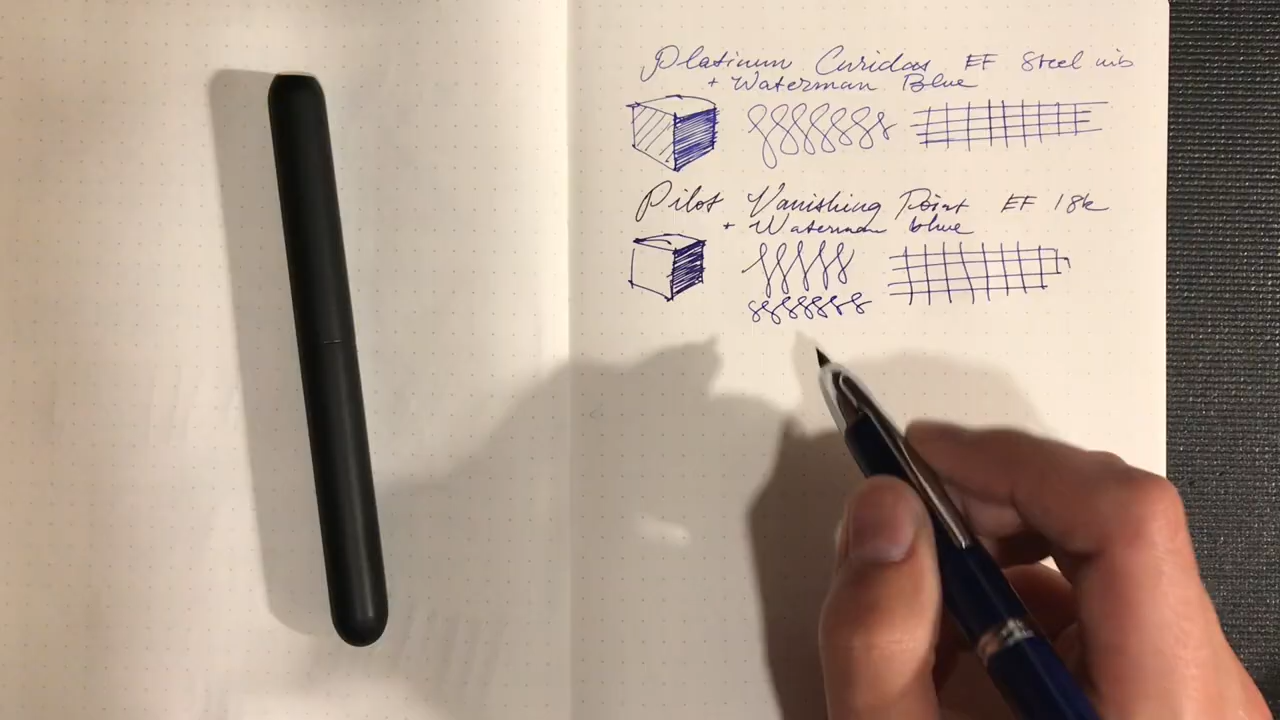 Platinum Curidas EF Steel nib
+ Waterman Blue
Pilot Vanishing Point EF 18k
+ Waterman blue